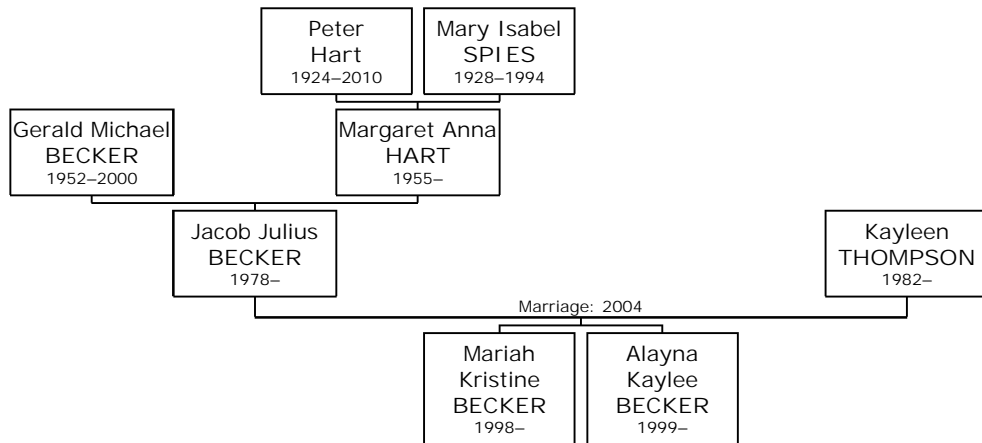 Peter
Hart
1924–2010
Mary Isabel
SPIES
1928–1994
Gerald Michael
BECKER
1952–2000
Margaret Anna
HART
1955–
Jacob Julius
BECKER
1978–
Kayleen
THOMPSON
1982–
Marriage: 2004
Mariah
Kristine
BECKER
1998–
Alayna
Kaylee
BECKER
1999–